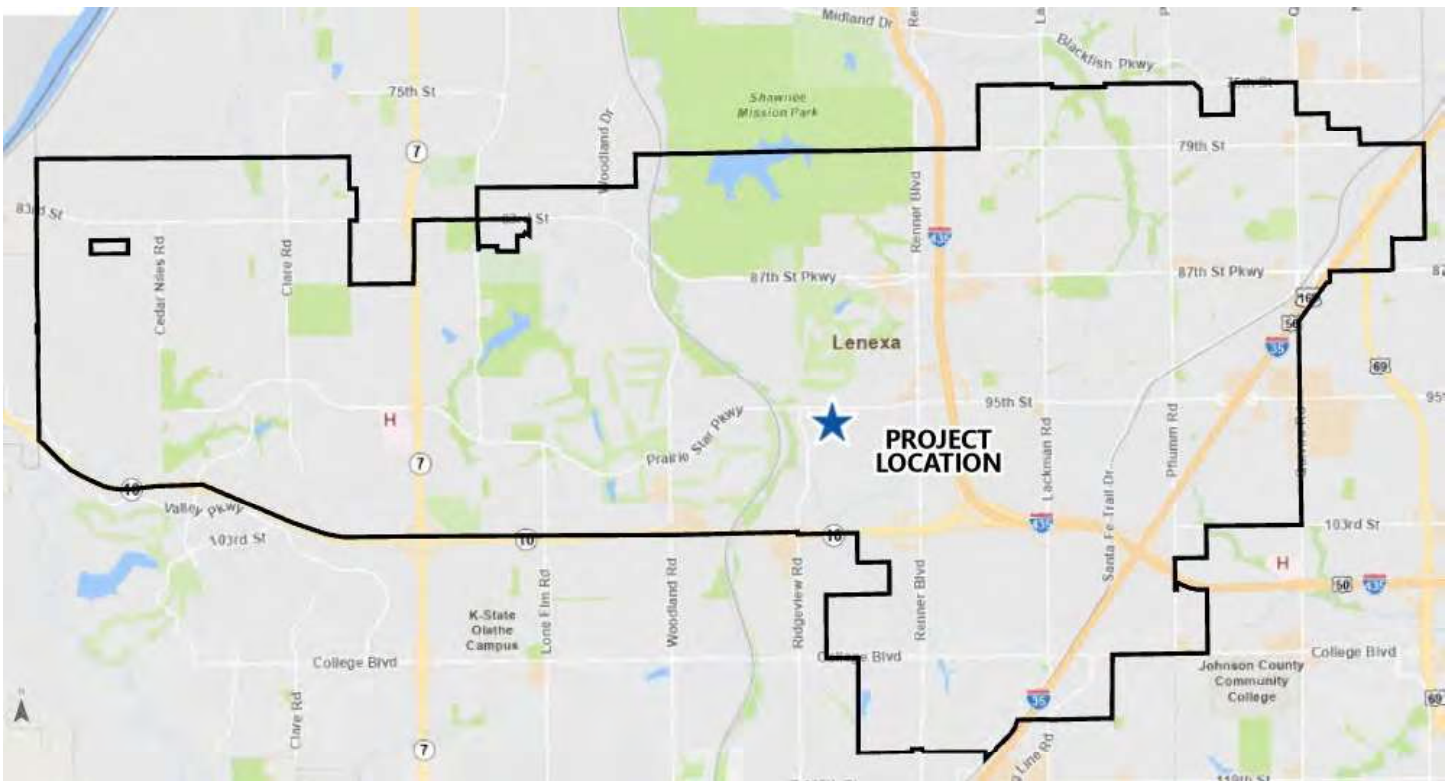 Midland Dr
Blackfish Pkwy
75th St
Shawnee
Mission Park
75th St
Woodland Dr
7
79th St
Renner Blvd
83rd St
83rd St
435
Cedar Niles Rd
Clare Rd
87th St Pkwy
87th St Pkwy
Lenexa
35
69
H
Prairie Star Pkwy
95th St
PROJECT
LOCATION
7
Lackman Rd
Pflumm Rd
Santa Fe Trail Dr
10
Valley Pkwy
103rd St
10
10
435
103rd St
H
50
435
K-State
Olathe
Campus
Lone Elm Rd
Woodland Rd
Ridgeview Rd
Renner Blvd
College Blvd
College Blvd
College Blvd
Johnson County
Community
College
Clare Rd
35
69
7
119th St